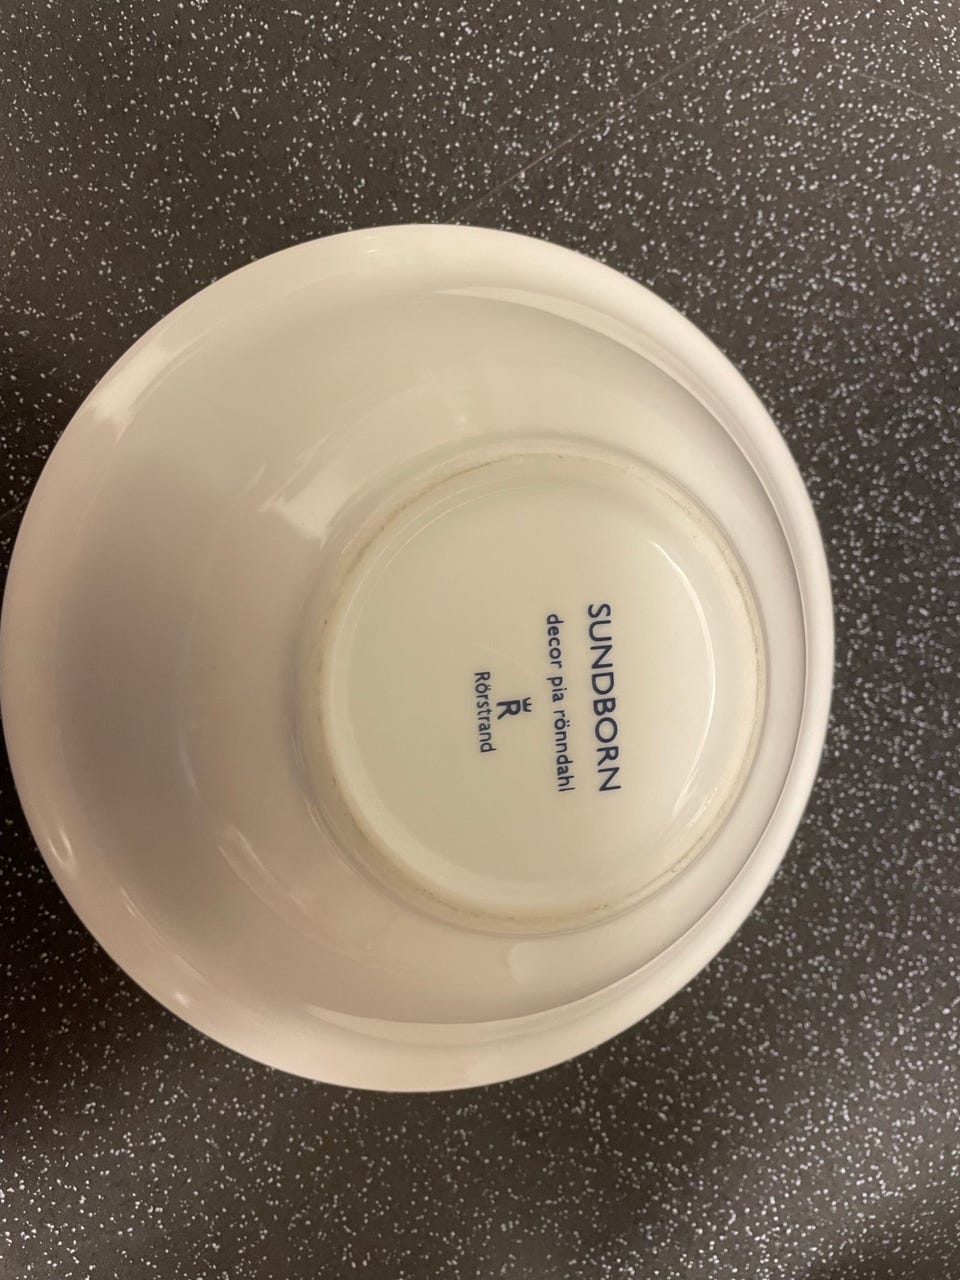 SUNDBORN
decor pia rönndahl
R
Rörstrand